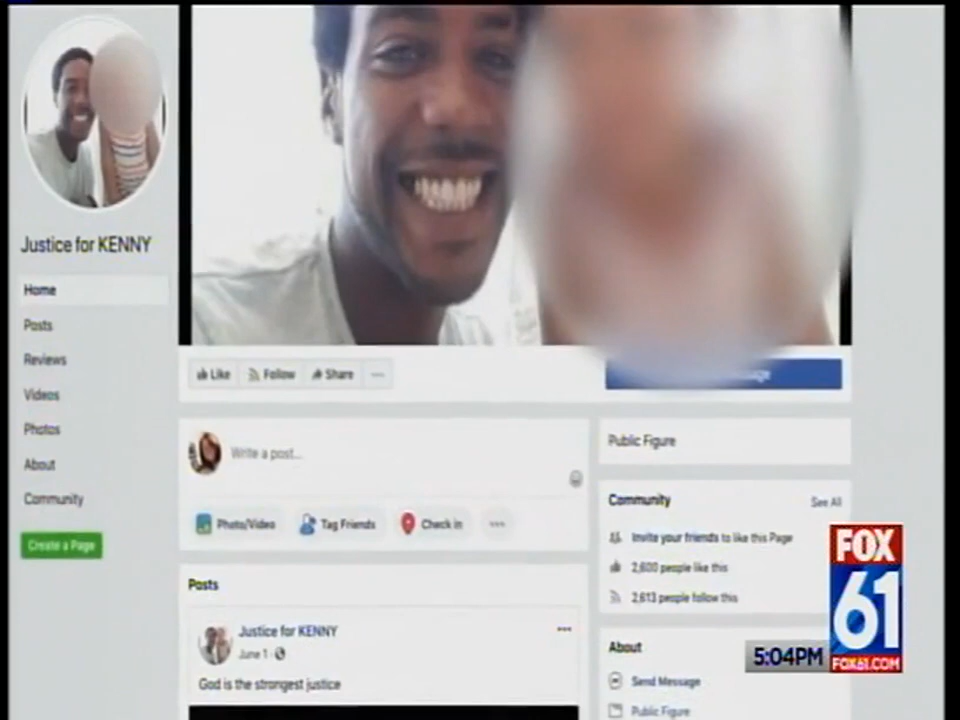 Justice for KENNY
Home
Posts
Reviews
Videos
Photos
About
Community
Create a Page
Like
Follow
Share
Write a post...
Photo/Video
Tag Friends
Check in
Posts
Justice for KENNY
June 1
God is the strongest justice
Public Figure
Community
See All
Invite your friends to like this Page
2,600 people like this
2,613 people follow this
About
Send Message
Public Figure
5:04PM
FOX
61
FOX61.COM